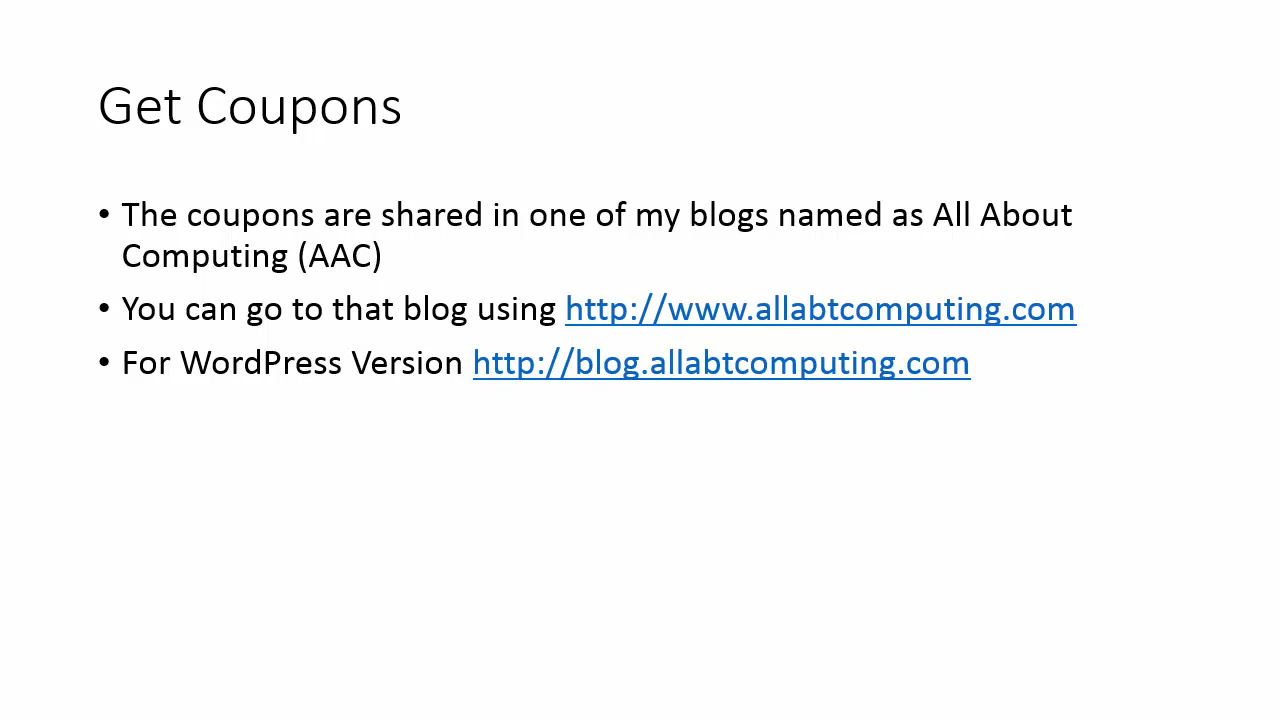 Get Coupons
• The coupons are shared in one of my blogs named as All About
Computing (AAC)
• You can go to that blog using http://www.allabtcomputing.com
• For WordPress Version http://blog.allabtcomputing.com